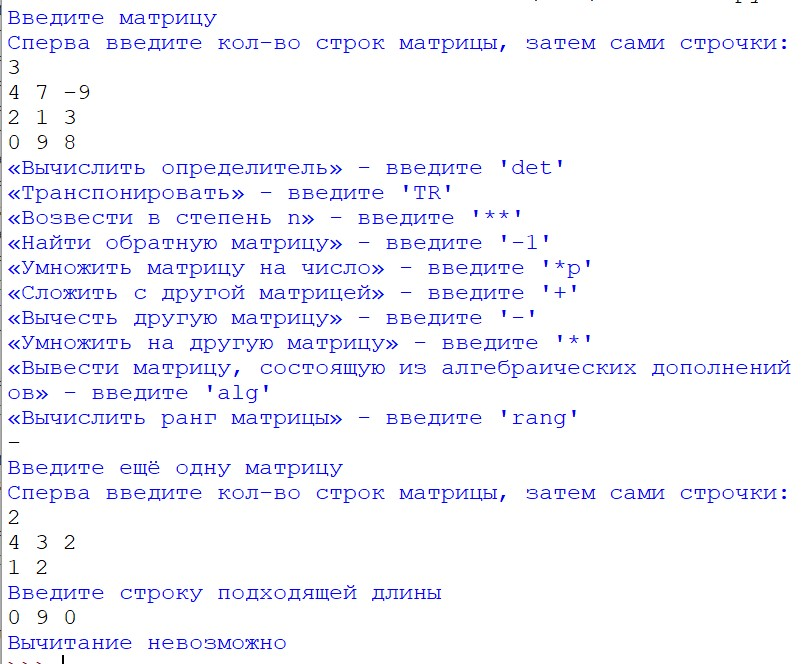 Введите матрицу
Сперва введите кол-во строк матрицы, затем сами строчки:
3
4 7 -9
2 1 3
0 9 8
«Вычислить определитель» - введите 'det'
«Транспонировать» - введите 'TR'
«Возвести в степень n» - введите '**'
«Найти обратную матрицу» - введите '-1'
«Умножить матрицу на число» - введите '*p'
«Сложить с другой матрицей» - введите '+'
«Вычесть другую матрицу» - введите '-'
«Умножить на другую матрицу» - введите '*'
«Вывести матрицу, состоящую из алгебраических дополнений
ов» - введите 'alg'
«Вычислить ранг матрицы» - введите 'rang'
-
Введите ещё одну матрицу
Сперва введите кол-во строк матрицы, затем сами строчки:
2
4 3 2
1 2
Введите строку подходящей длины
0 9 0
Вычитание невозможно